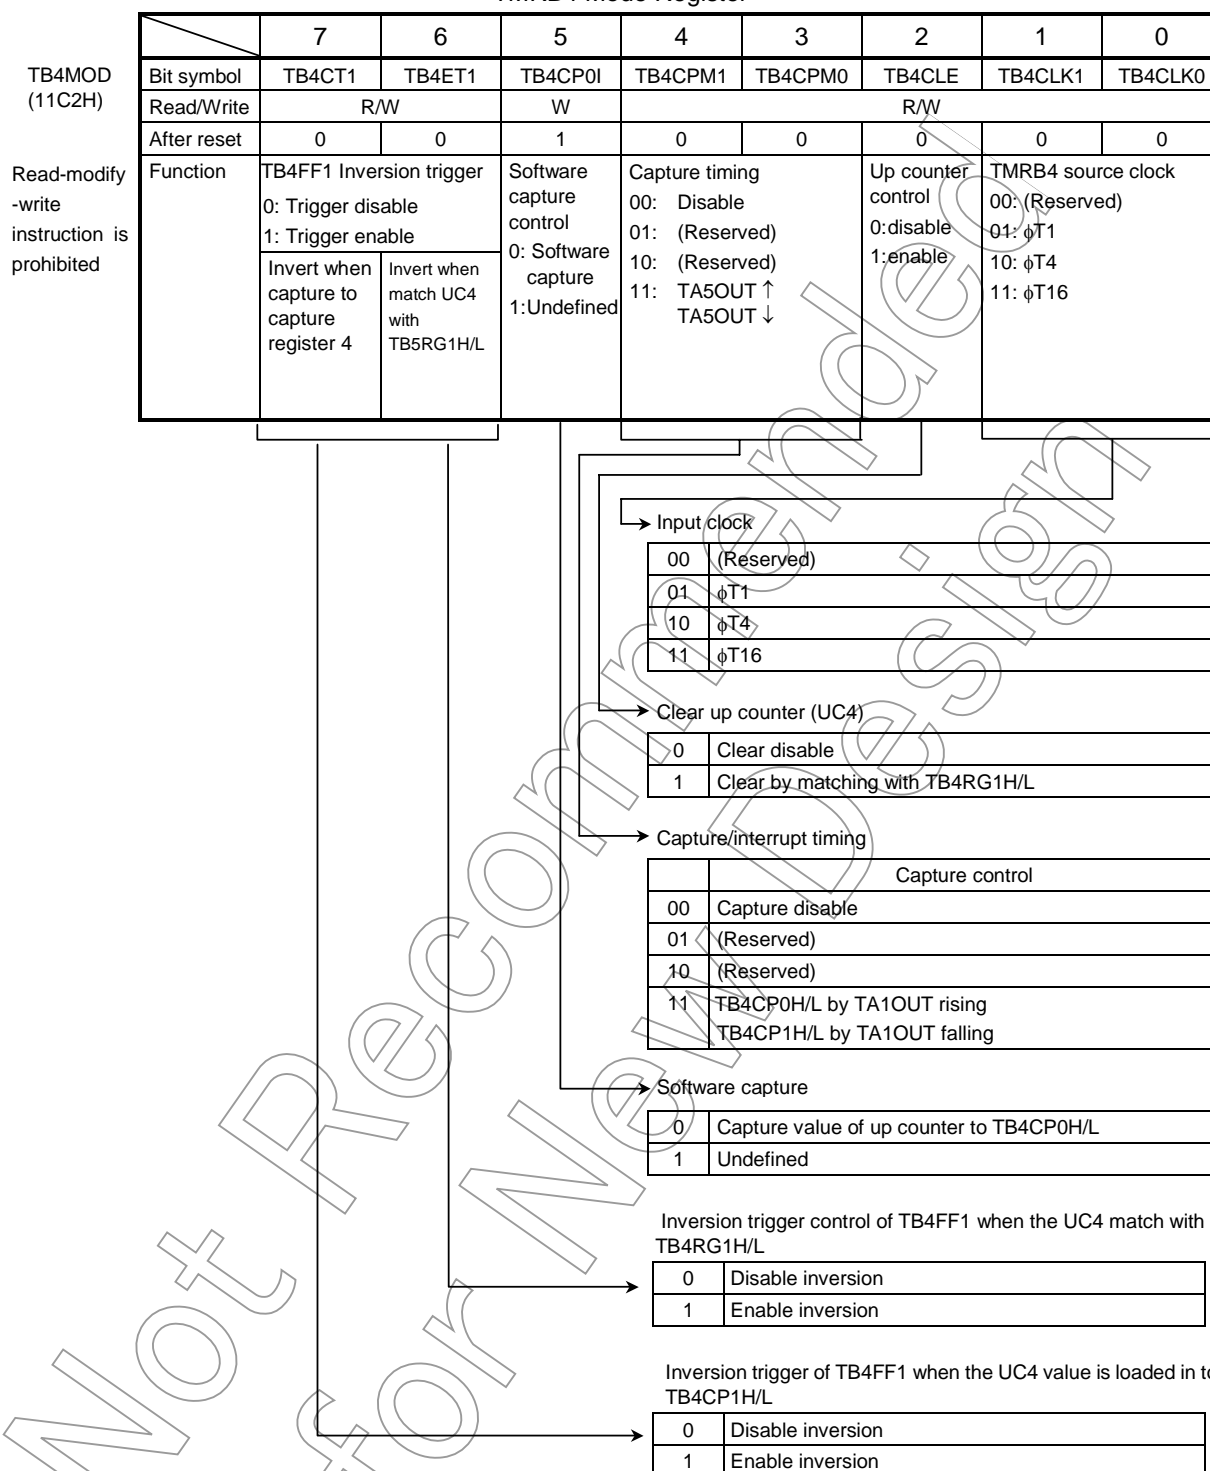 TMRB4 Mode Register
7 6 5 4 3 2 1 0
TB4MOD (11C2H)
Bit symbol TB4CT1 TB4ET1 TB4CP0I TB4CPM1 TB4CPM0 TB4CLE TB4CLK1 TB4CLK0
Read/Write R/W W R/W
After reset 0 0 1 0 0 0 0 0
Read-modify
-write
instruction is
prohibited
Function
TB4FF1 Inversion trigger
0: Trigger disable
1: Trigger enable
Invert when
capture to
capture
register 4
Invert when
match UC4
with
TB5RG1H/L
Software
capture
control
0: Software
capture
1:Undefined
Capture timing
00: Disable
01: (Reserved)
10: (Reserved)
11: TA5OUT ↑
TA5OUT ↓
Up counter
control
0:disable
1:enable
TMRB4 source clock
00: (Reserved)
01: ϕT1
10: ϕT4
11: ϕT16
Input clock
00 (Reserved)
01 ϕT1
10 ϕT4
11 ϕT16
Clear up counter (UC4)
0 Clear disable
1 Clear by matching with TB4RG1H/L
Capture/interrupt timing
Capture control
00 Capture disable
01 (Reserved)
10 (Reserved)
11 TB4CP0H/L by TA1OUT rising
TB4CP1H/L by TA1OUT falling
Software capture
0 Capture value of up counter to TB4CP0H/L
1 Undefined
Inversion trigger control of TB4FF1 when the UC4 match with
TB4RG1H/L
0 Disable inversion
1 Enable inversion
Inversion trigger of TB4FF1 when the UC4 value is loaded in to
TB4CP1H/L
0 Disable inversion
1 Enable inversion
Not Recommended
for New Design